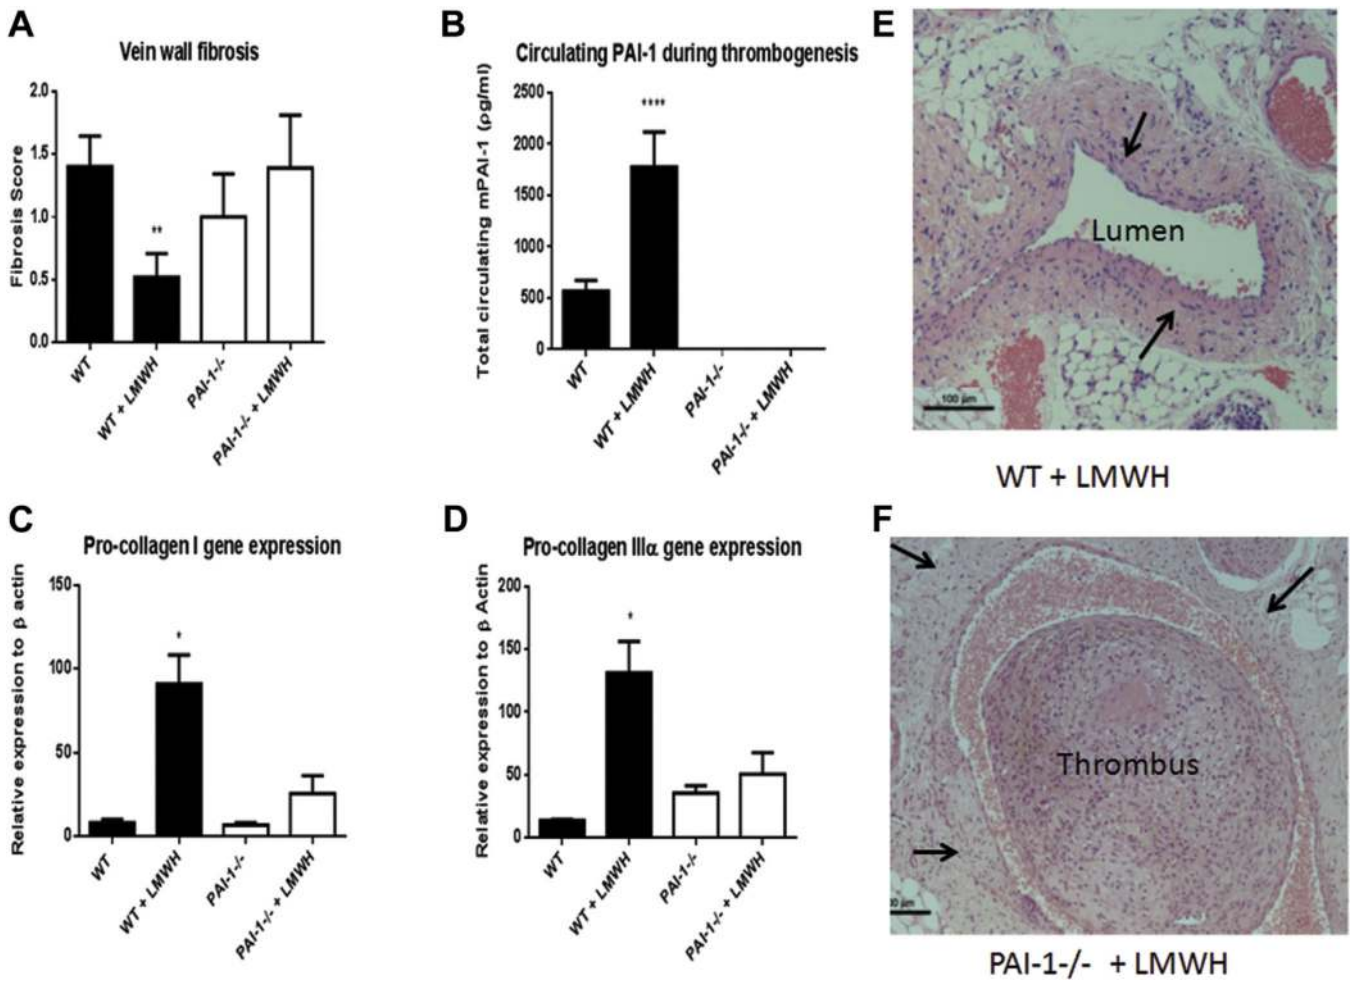 A
Vein wall fibrosis
Fibrosis Score
2.0
1.5
1.0
0.5
0.0
**
WT
WT + LMWH
PAI-1-/-
PAI-1-/- + LMWH
B
Circulating PAI-1 during thrombogenesis
Total circulating mPAI-1 (pg/ml)
2500
2000
1500
1000
500
0
****
WT
WT + LMWH
PAI-1-/-
PAI-1-/- + LMWH
E
Lumen
100 µm
WT + LMWH
C
Pro-collagen I gene expression
Relative expression to β actin
150
100
50
0
*
WT
WT + LMWH
PAI-1-/-
PAI-1-/- + LMWH
D
Pro-collagen IIIα gene expression
Relative expression to β Actin
200
150
100
50
0
*
WT
WT + LMWH
PAI-1-/-
PAI-1-/- + LMWH
F
Thrombus
0 µm
PAI-1-/- + LMWH